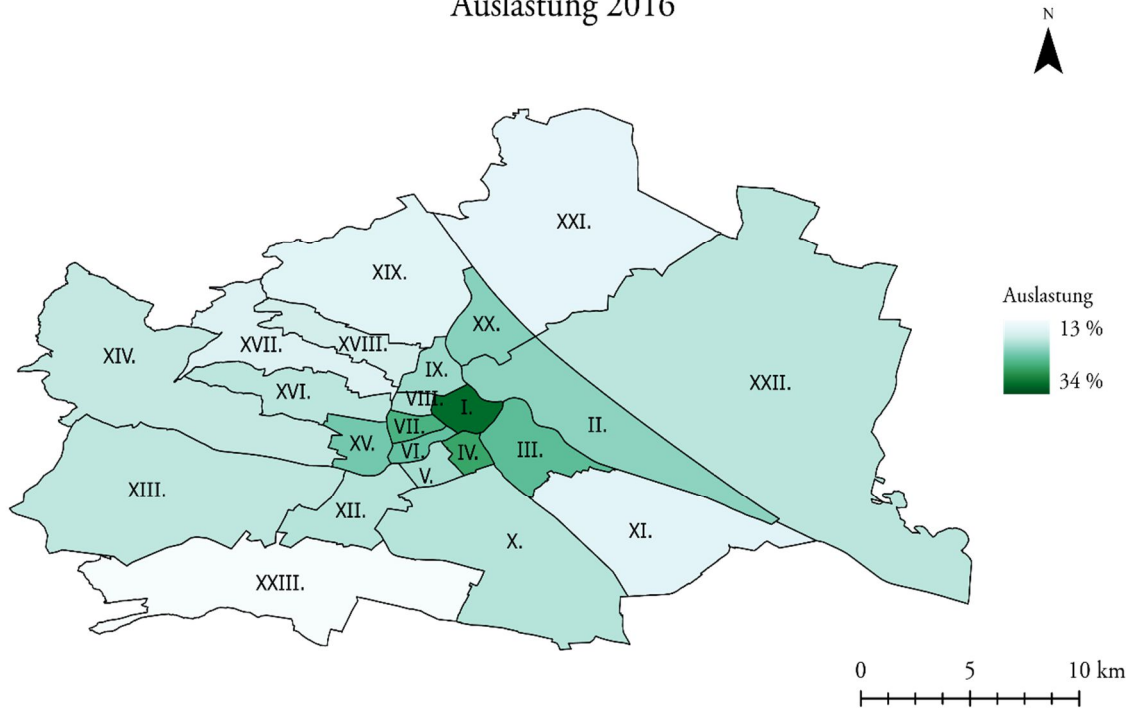 Auslastung 2016
N
XXI.
XIX.
XX.
XVII.
XVIII.
XIV.
IX.
XXII.
XVI.
VIII.
I.
VII.
II.
XV.
VI.
IV.
III.
V.
XIII.
XII.
X.
XI.
XXIII.
Auslastung
13 %
34 %
0 5 10 km